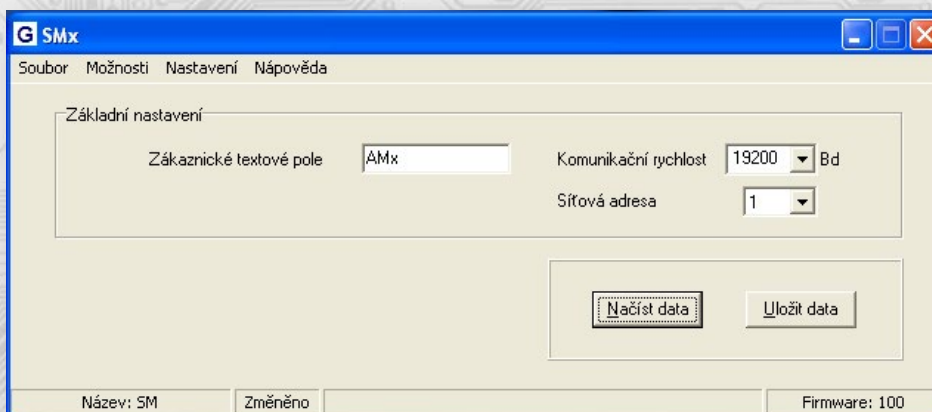 G SMx
Soubor Možnosti Nastavení Nápověda
Základní nastavení
Zákaznické textové pole AMx Komunikační rychlost 19200 Bd
Síťová adresa 1
Načíst data Uložit data
Název: SM Změněno Firmware: 100